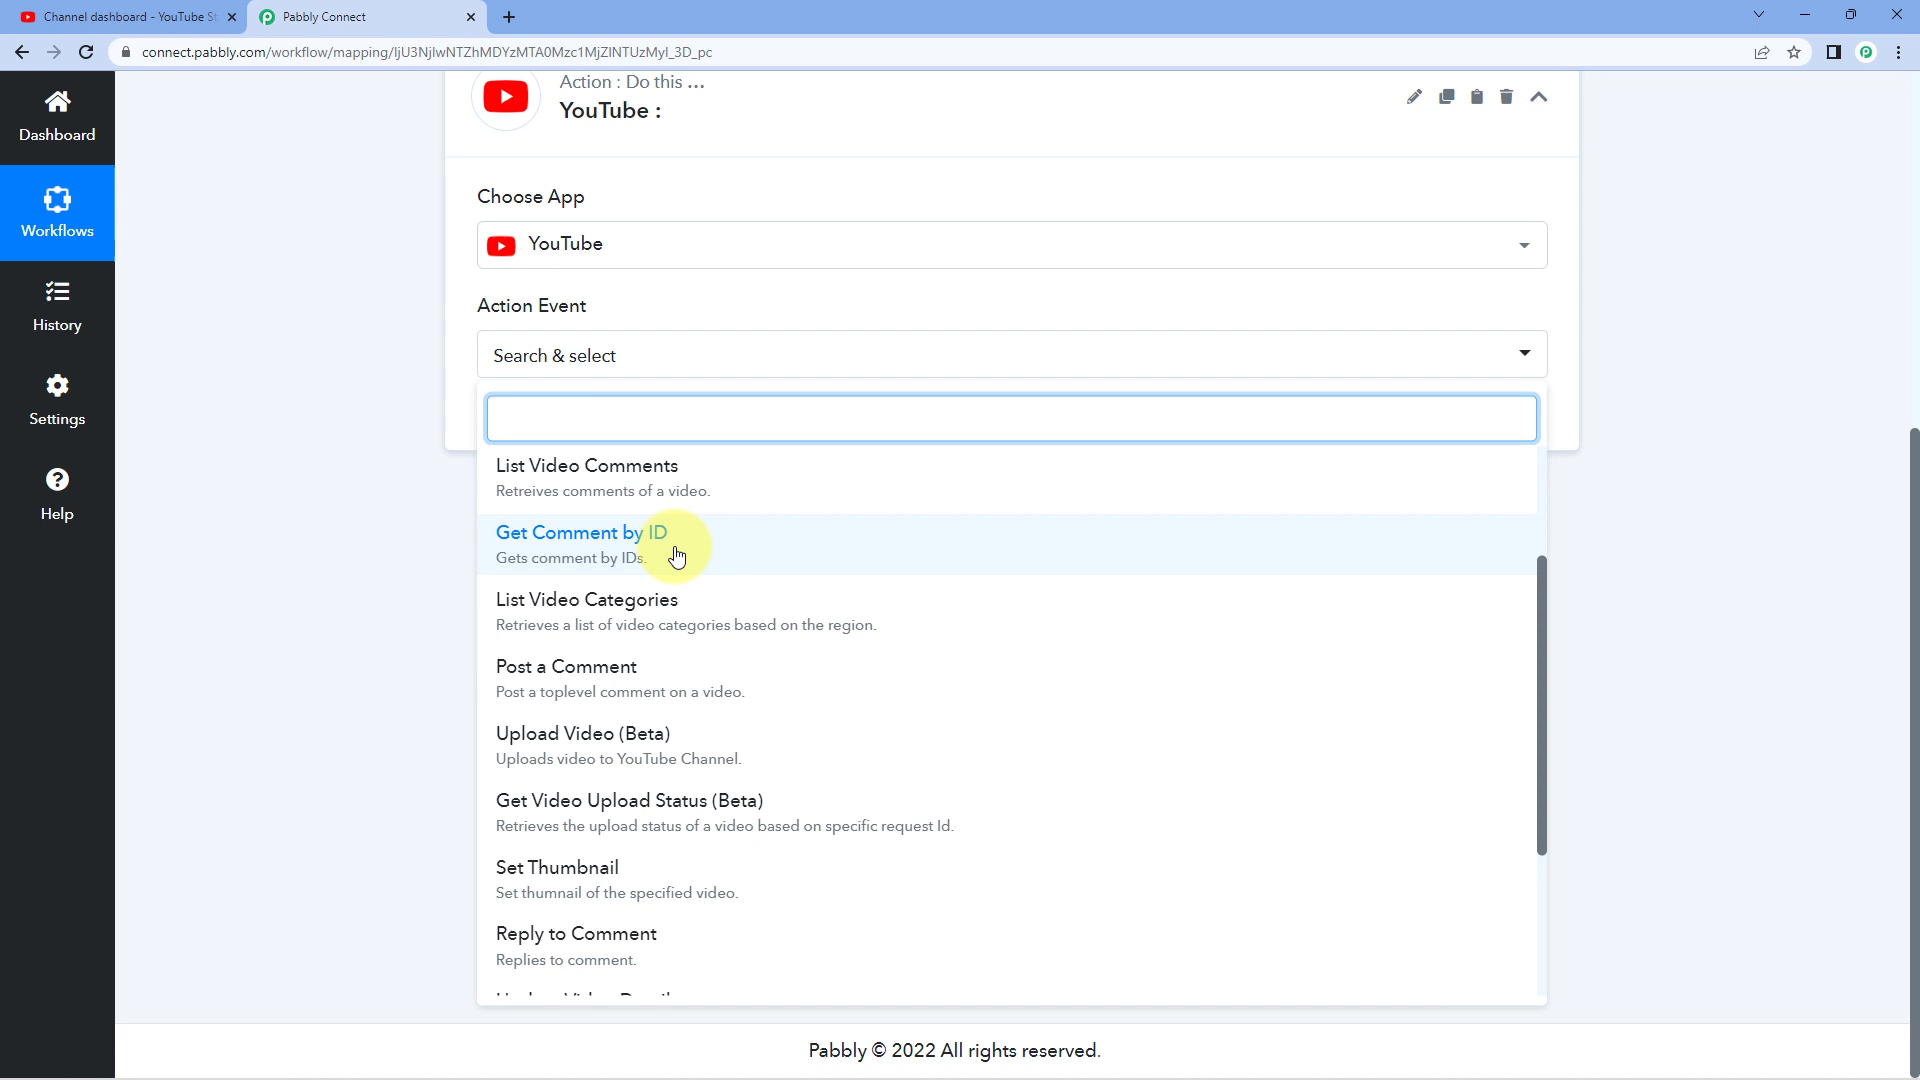 Channel dashboard - YouTube St
Pabbly Connect
connect.pabbly.com/workflow/mapping/IjU3NjIwNTZhMDYzMTA0Mzc1MjZlNTUzMyI_3D_pc
Dashboard
Workflows
History
Settings
Help
Action : Do this ...
YouTube :
Choose App
YouTube
Action Event
Search & select
List Video Comments
Retreives comments of a video.
Get Comment by ID
Gets comment by IDs.
List Video Categories
Retrieves a list of video categories based on the region.
Post a Comment
Post a toplevel comment on a video.
Upload Video (Beta)
Uploads video to YouTube Channel.
Get Video Upload Status (Beta)
Retrieves the upload status of a video based on specific request Id.
Set Thumbnail
Set thumnail of the specified video.
Reply to Comment
Replies to comment.
Pabbly © 2022 All rights reserved.